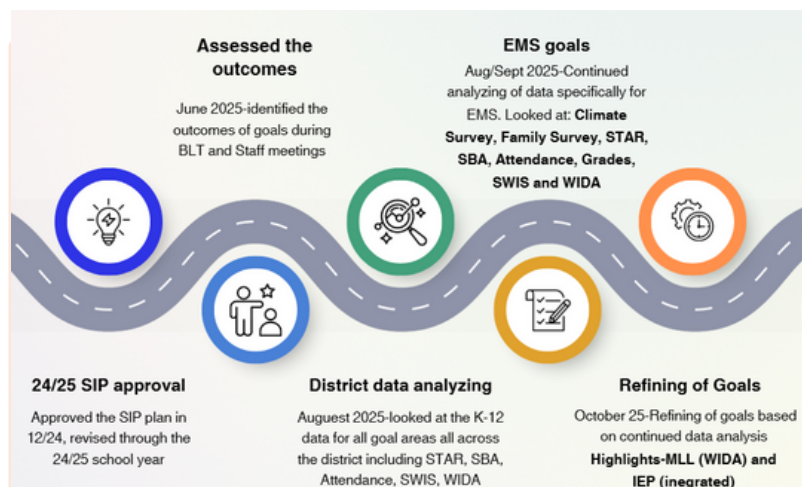 Assessed the
outcomes
June 2025-identified the
outcomes of goals during
BLT and Staff meetings
EMS goals
Aug/Sept 2025-Continued
analyzing of data specifically for
EMS. Looked at: Climate
Survey, Family Survey, STAR,
SBA, Attendance, Grades,
SWIS and WIDA
24/25 SIP approval
Approved the SIP plan in
12/24, revised through the
24/25 school year
District data analyzing
Auguest 2025-looked at the K-12
data for all goal areas all across
the district including STAR, SBA,
Attendance, SWIS, WIDA
Refining of Goals
October 25-Refining of goals based
on continued data analysis
Highlights-MLL (WIDA) and
IEP (inegrated)